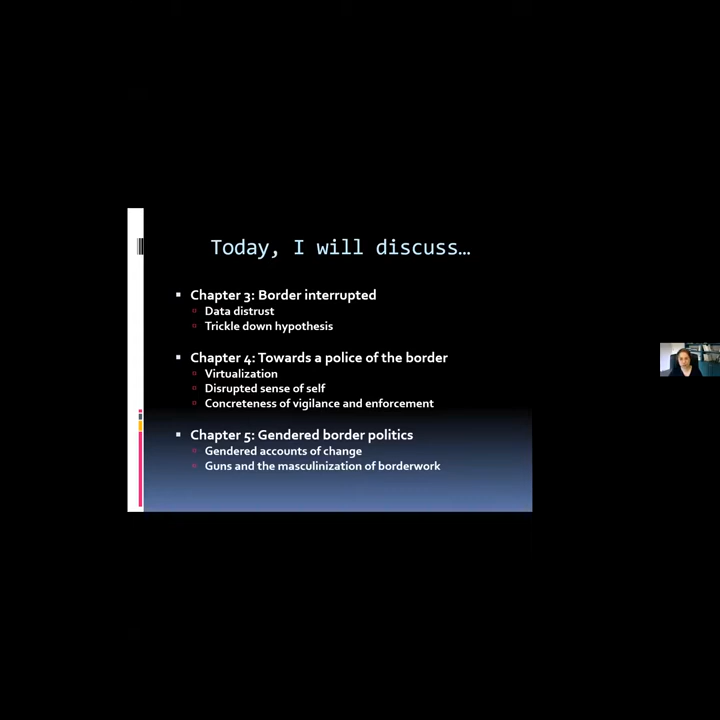 Today, I will discuss…
Chapter 3: Border interrupted
Data distrust
Trickle down hypothesis
Chapter 4: Towards a police of the border
Virtualization
Disrupted sense of self
Concreteness of vigilance and enforcement
Chapter 5: Gendered border politics
Gendered accounts of change
Guns and the masculinization of borderwork